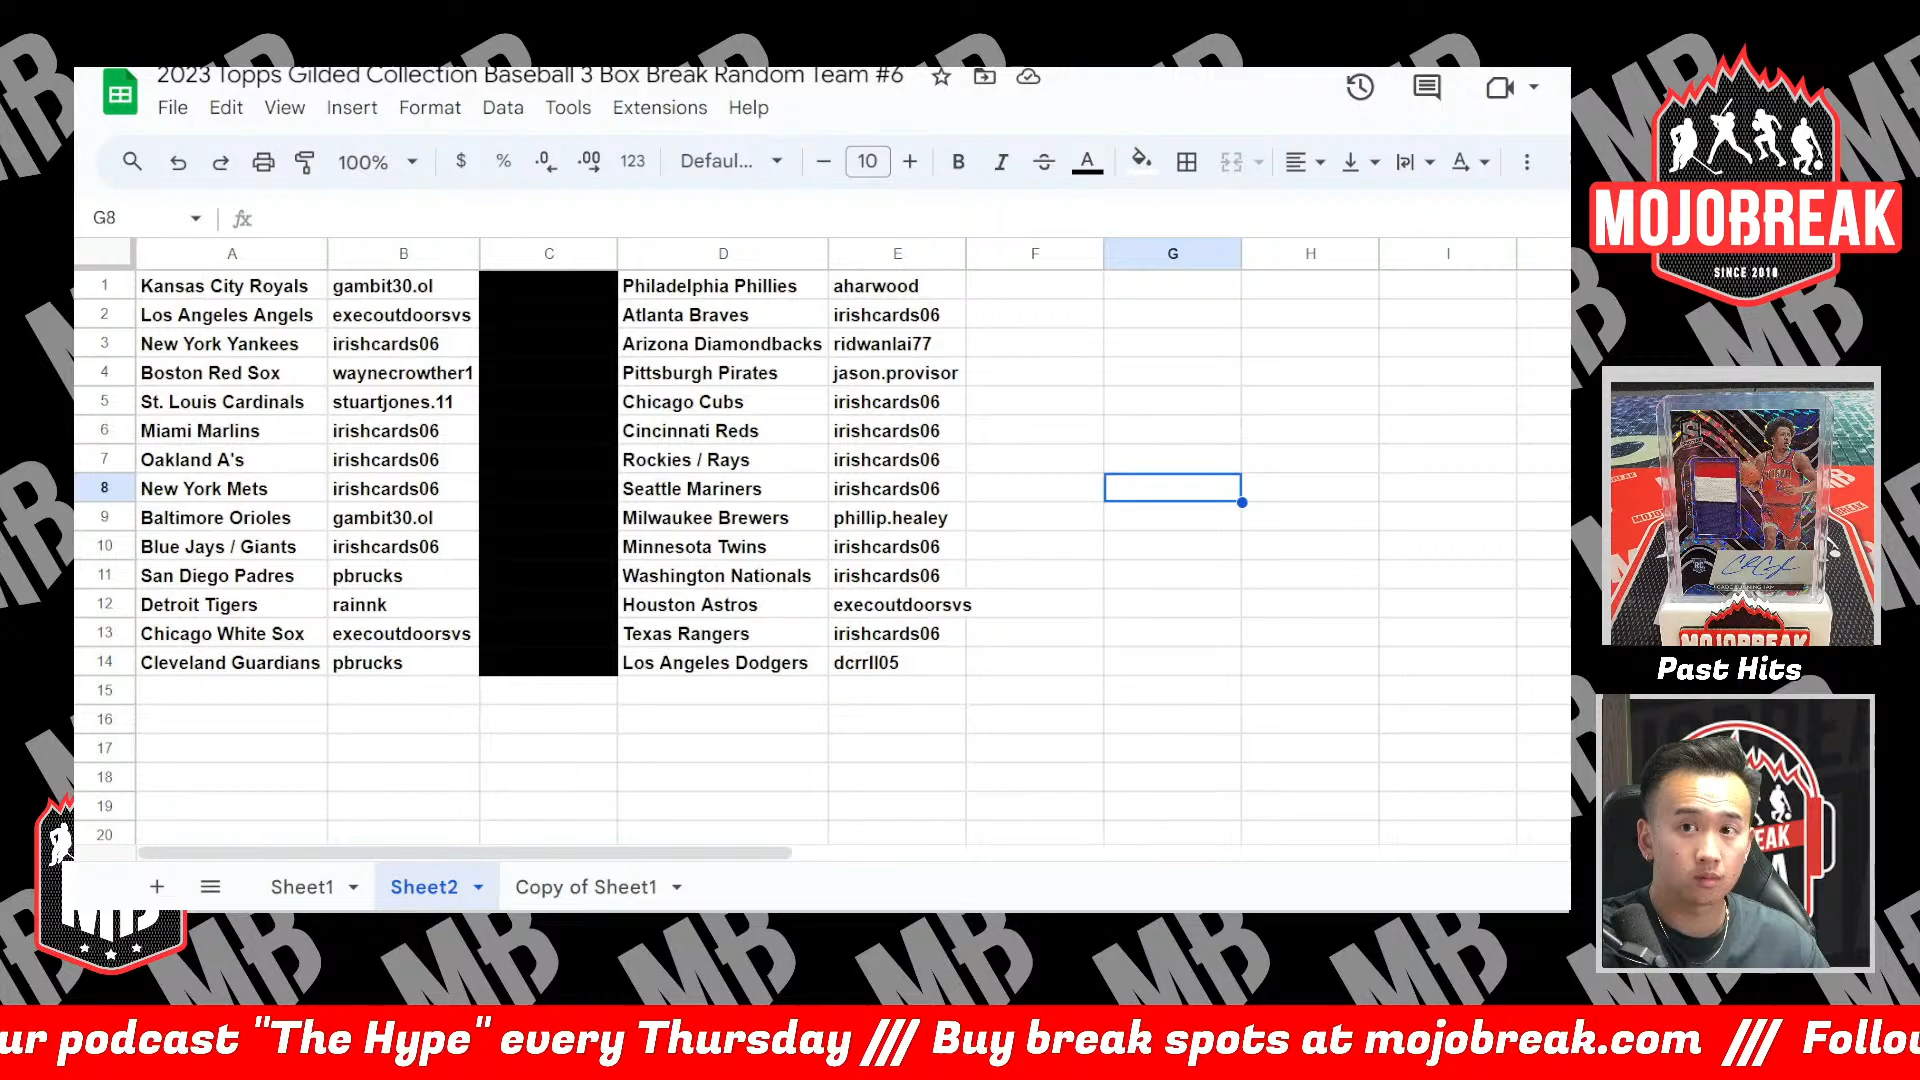 2023 Topps Gilded Collection Baseball 3 Box Break Random Team #6
File Edit View Insert Format Data Tools Extensions Help
100% $ % .0 .00 123 Defaul... 10 B I A
G8 fx
A B C D E F G H I
1 Kansas City Royals gambit30.ol Philadelphia Phillies aharwood
2 Los Angeles Angels execoutdoorsvs Atlanta Braves irishcards06
3 New York Yankees irishcards06 Arizona Diamondbacks ridwanlai77
4 Boston Red Sox waynecrowther1 Pittsburgh Pirates jason.provisor
5 St. Louis Cardinals stuartjones.11 Chicago Cubs irishcards06
6 Miami Marlins irishcards06 Cincinnati Reds irishcards06
7 Oakland A's irishcards06 Rockies / Rays irishcards06
8 New York Mets irishcards06 Seattle Mariners irishcards06
9 Baltimore Orioles gambit30.ol Milwaukee Brewers phillip.healey
10 Blue Jays / Giants irishcards06 Minnesota Twins irishcards06
11 San Diego Padres pbrucks Washington Nationals irishcards06
12 Detroit Tigers rainnk Houston Astros execoutdoorsvs
13 Chicago White Sox execoutdoorsvs Texas Rangers irishcards06
14 Cleveland Guardians pbrucks Los Angeles Dodgers dcrrll05
15
16
17
18
19
20
Sheet1 Sheet2 Copy of Sheet1
MOJOBREAK
SINCE 2010
MOJOBREAK
Past Hits
MB
ur podcast "The Hype" every Thursday /// Buy break spots at mojobreak.com /// Follou